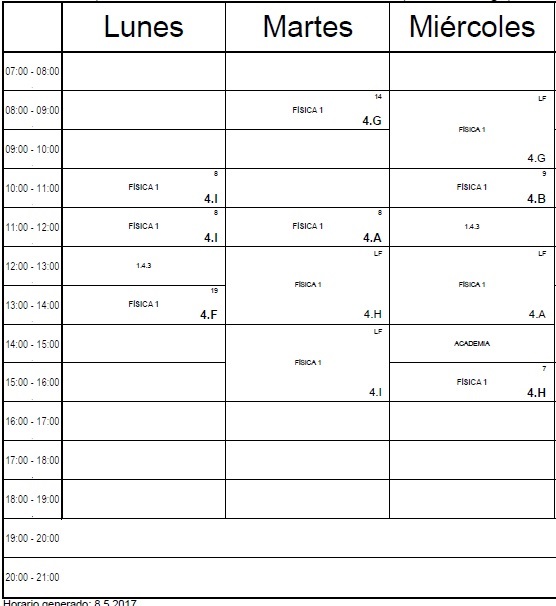 Lunes Martes Miércoles
07:00 - 08:00
08:00 - 09:00 FÍSICA 1 14 4.G FÍSICA 1 LF 4.G
09:00 - 10:00
10:00 - 11:00 FÍSICA 1 8 4.I FÍSICA 1 9 4.B
11:00 - 12:00 FÍSICA 1 8 4.I FÍSICA 1 8 4.A 1.4.3
12:00 - 13:00 1.4.3 FÍSICA 1 LF 4.H FÍSICA 1 LF 4.A
13:00 - 14:00 FÍSICA 1 19 4.F
14:00 - 15:00 FÍSICA 1 LF 4.I ACADEMIA
15:00 - 16:00 FÍSICA 1 7 4.H
16:00 - 17:00
17:00 - 18:00
18:00 - 19:00
19:00 - 20:00
20:00 - 21:00
Horario generado: 8.5.2017